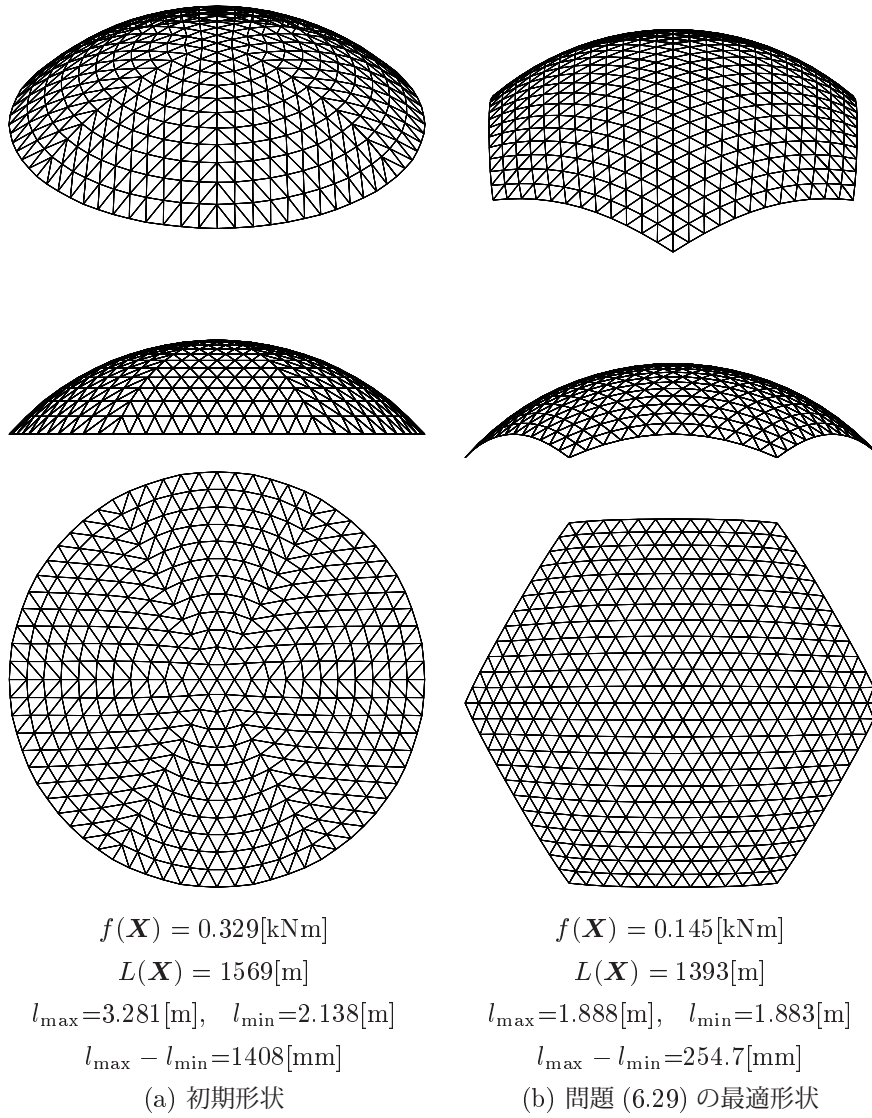 f(X) = 0.329[kNm]
L(X) = 1569[m]
l_max=3.281[m], l_min=2.138[m]
l_max − l_min=1408[mm]
(a) 初期形状
f(X) = 0.145[kNm]
L(X) = 1393[m]
l_max=1.888[m], l_min=1.883[m]
l_max − l_min=254.7[mm]
(b) 問題 (6.29) の最適形状